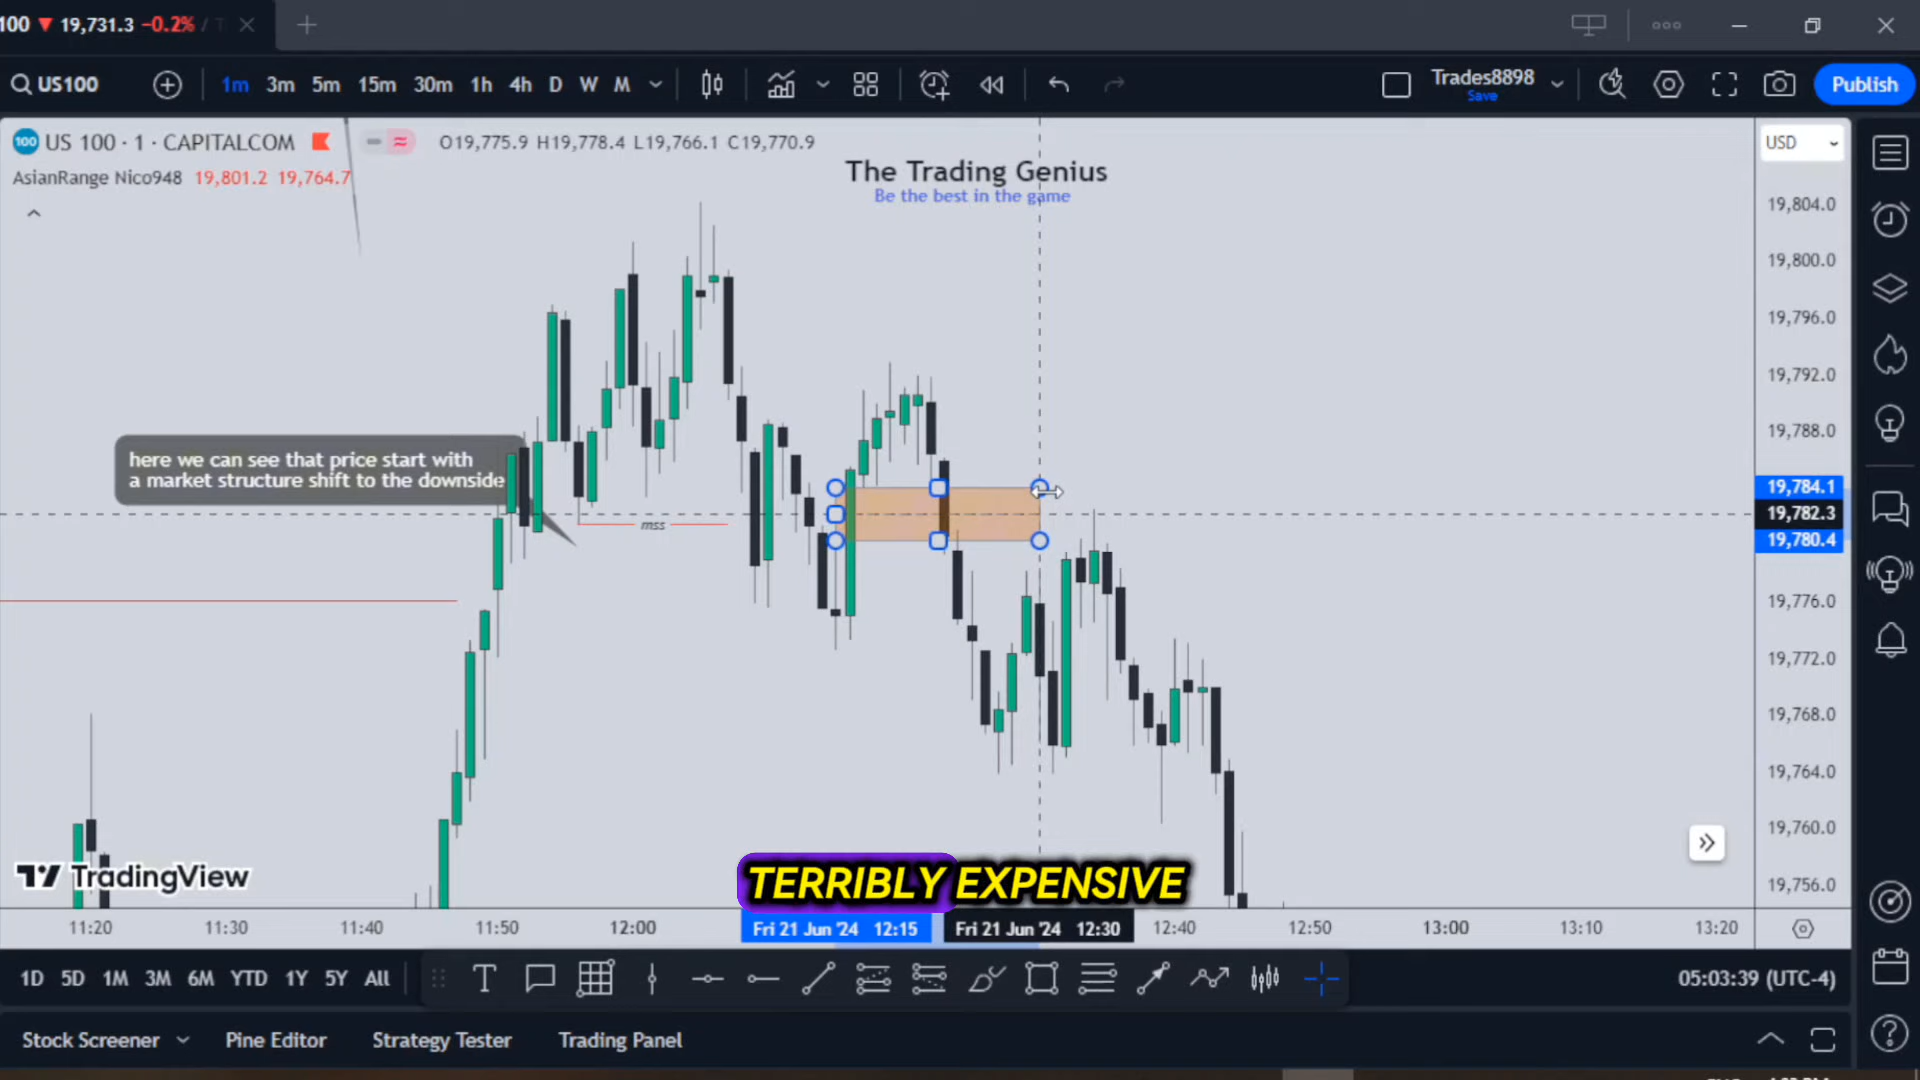 100 ▼ 19,731.3 −0.2% /
US100
1m 3m 5m 15m 30m 1h 4h D W M
Trades8898
Save
Publish
100 US 100 · 1 · CAPITALCOM
O19,775.9 H19,778.4 L19,766.1 C19,770.9
USD
AsianRange Nico948 19,801.2 19,764.7
The Trading Genius
Be the best in the game
19,804.0
19,800.0
19,796.0
19,792.0
19,788.0
19,784.1
19,782.3
19,780.4
19,776.0
19,772.0
19,768.0
19,764.0
19,760.0
19,756.0
here we can see that price start with
a market structure shift to the downside
mss
TradingView
TERRIBLY EXPENSIVE
11:20 11:30 11:40 11:50 12:00 Fri 21 Jun '24 12:15 Fri 21 Jun '24 12:30 12:40 12:50 13:00 13:10 13:20
1D 5D 1M 3M 6M YTD 1Y 5Y All
05:03:39 (UTC-4)
Stock Screener Pine Editor Strategy Tester Trading Panel